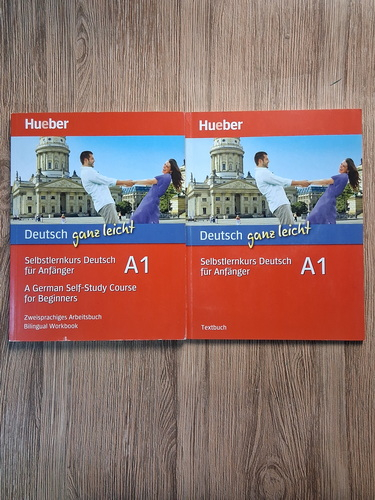 Hueber
Deutsch ganz leicht
Selbstlernkurs Deutsch
für Anfänger
A1
A German Self-Study Course
for Beginners
Zweisprachiges Arbeitsbuch
Bilingual Workbook
Hueber
Deutsch ganz leicht
Selbstlernkurs Deutsch
für Anfänger
A1
Textbuch